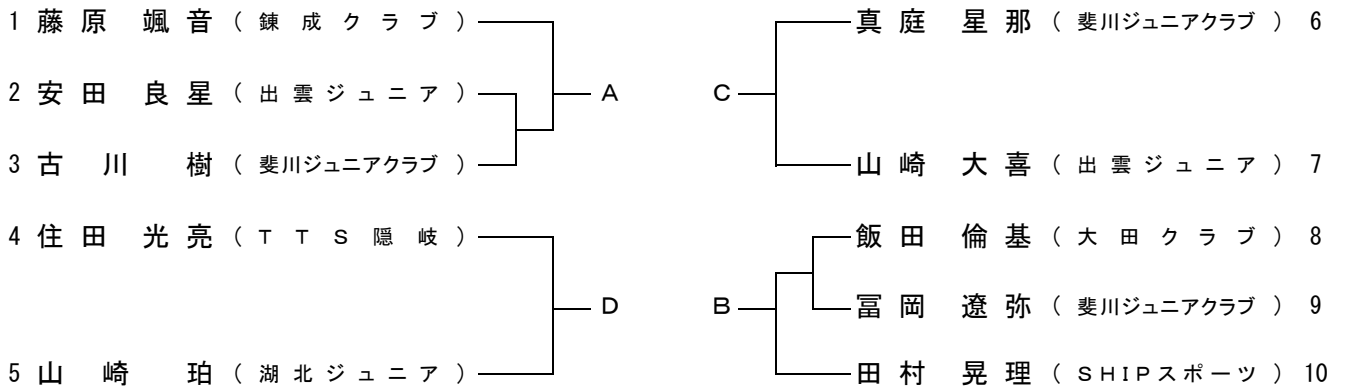 1 藤原 颯音 (錬成クラブ)
2 安田 良星 (出雲ジュニア)
A
3 古川 樹 (斐川ジュニアクラブ)
4 住田 光亮 (TTS隠岐)
D
5 山崎 珀 (湖北ジュニア)
真庭 星那 (斐川ジュニアクラブ) 6
C
山崎 大喜 (出雲ジュニア) 7
飯田 倫基 (大田クラブ) 8
B
冨岡 遼弥 (斐川ジュニアクラブ) 9
田村 晃理 (SHIPスポーツ) 10